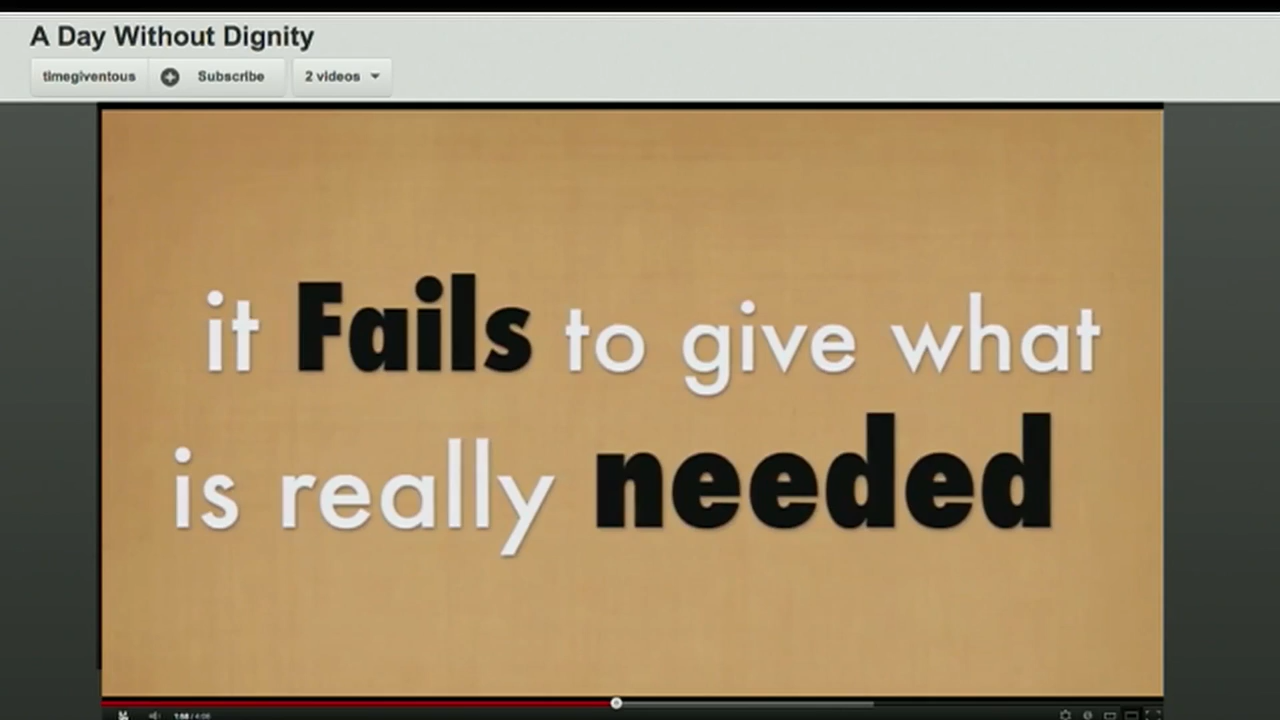 A Day Without Dignity
timegiventous Subscribe 2 videos
it Fails to give what
is really needed